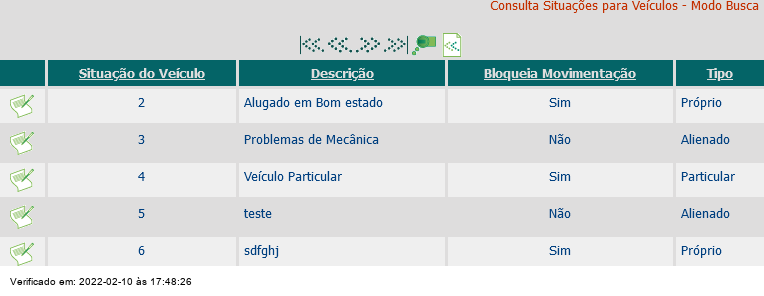 Consulta Situações para Veículos - Modo Busca
Situação do Veículo Descrição Bloqueia Movimentação Tipo
2 Alugado em Bom estado Sim Próprio
3 Problemas de Mecânica Não Alienado
4 Veículo Particular Sim Particular
5 teste Não Alienado
6 sdfghj Sim Próprio
Verificado em: 2022-02-10 às 17:48:26